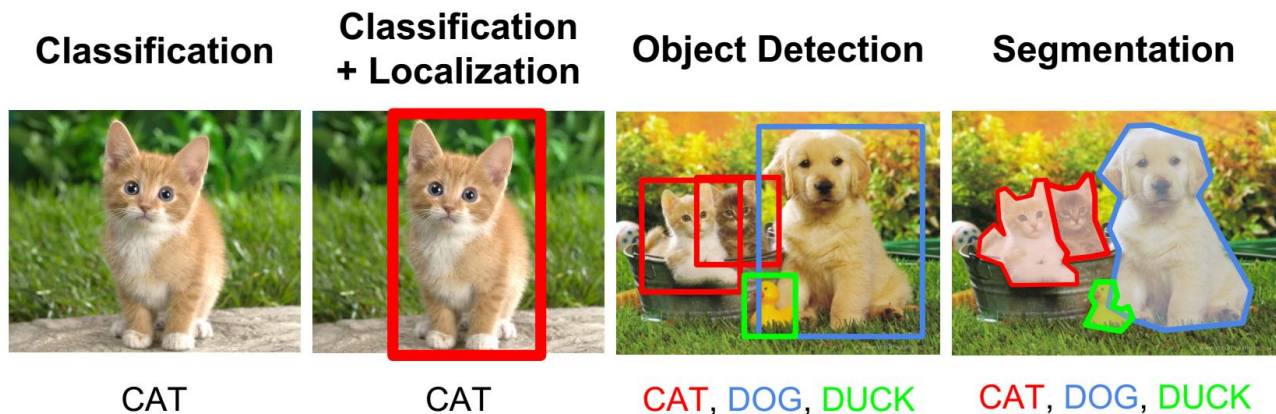 Classification
Classification
+ Localization
Object Detection
Segmentation
CAT
CAT
CAT, DOG, DUCK
CAT, DOG, DUCK